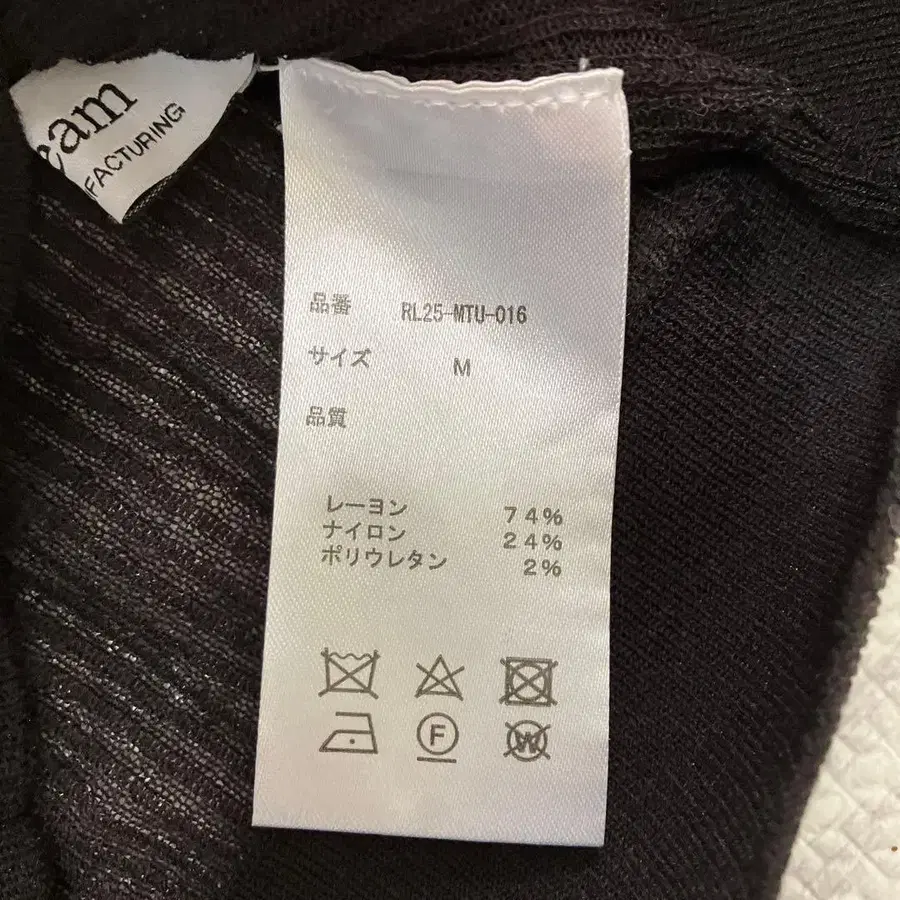 FACTURING
品番 RL25-MTU-016
サイズ M
品質
レーヨン 74%
ナイロン 24%
ポリウレタン 2%
F
W